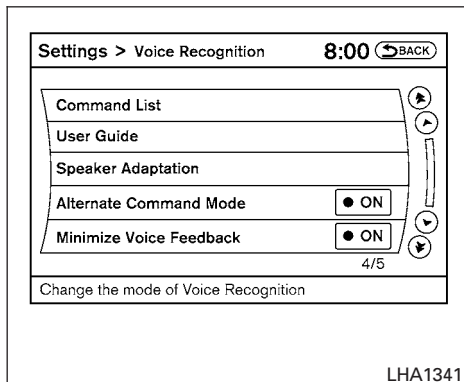 Settings > Voice Recognition 8:00 BACK
Command List
User Guide
Speaker Adaptation
Alternate Command Mode ON
Minimize Voice Feedback ON
4/5
Change the mode of Voice Recognition
LHA1341